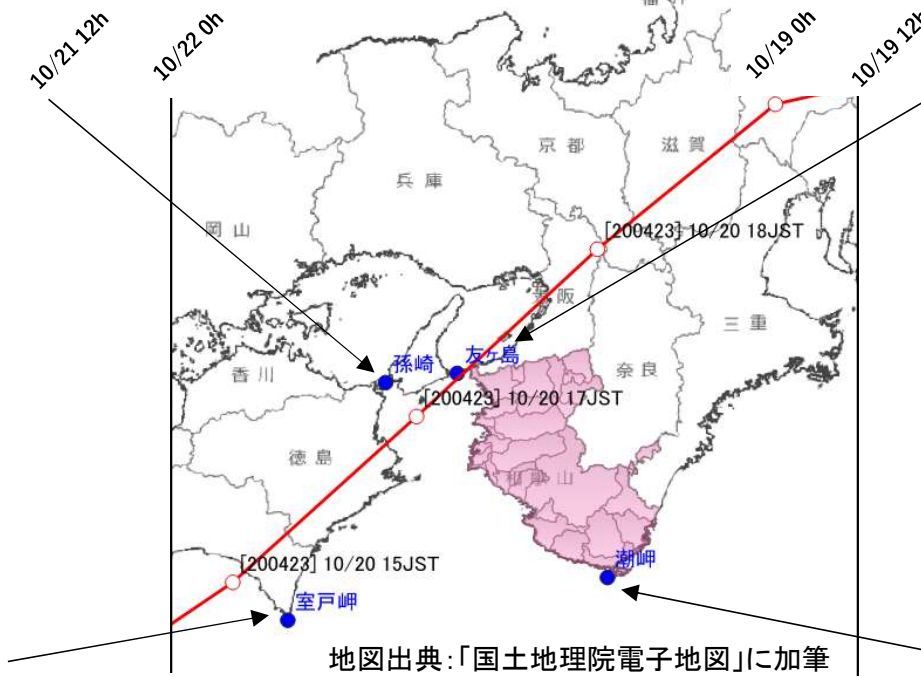 福井
10/21 12h
10/22 0h
10/19 0h
10/19 12h
京都
滋賀
兵庫
岡山
[200423] 10/20 18JST
大阪
三重
友ヶ島
孫崎
奈良
香川
[200423] 10/20 17JST
徳島
和歌山
[200423] 10/20 15JST
潮岬
室戸岬
地図出典:「国土地理院電子地図」に加筆